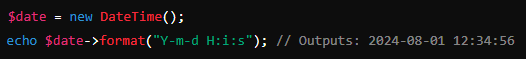 $date = new DateTime();
echo $date->format("Y-m-d H:i:s"); // Outputs: 2024-08-01 12:34:56